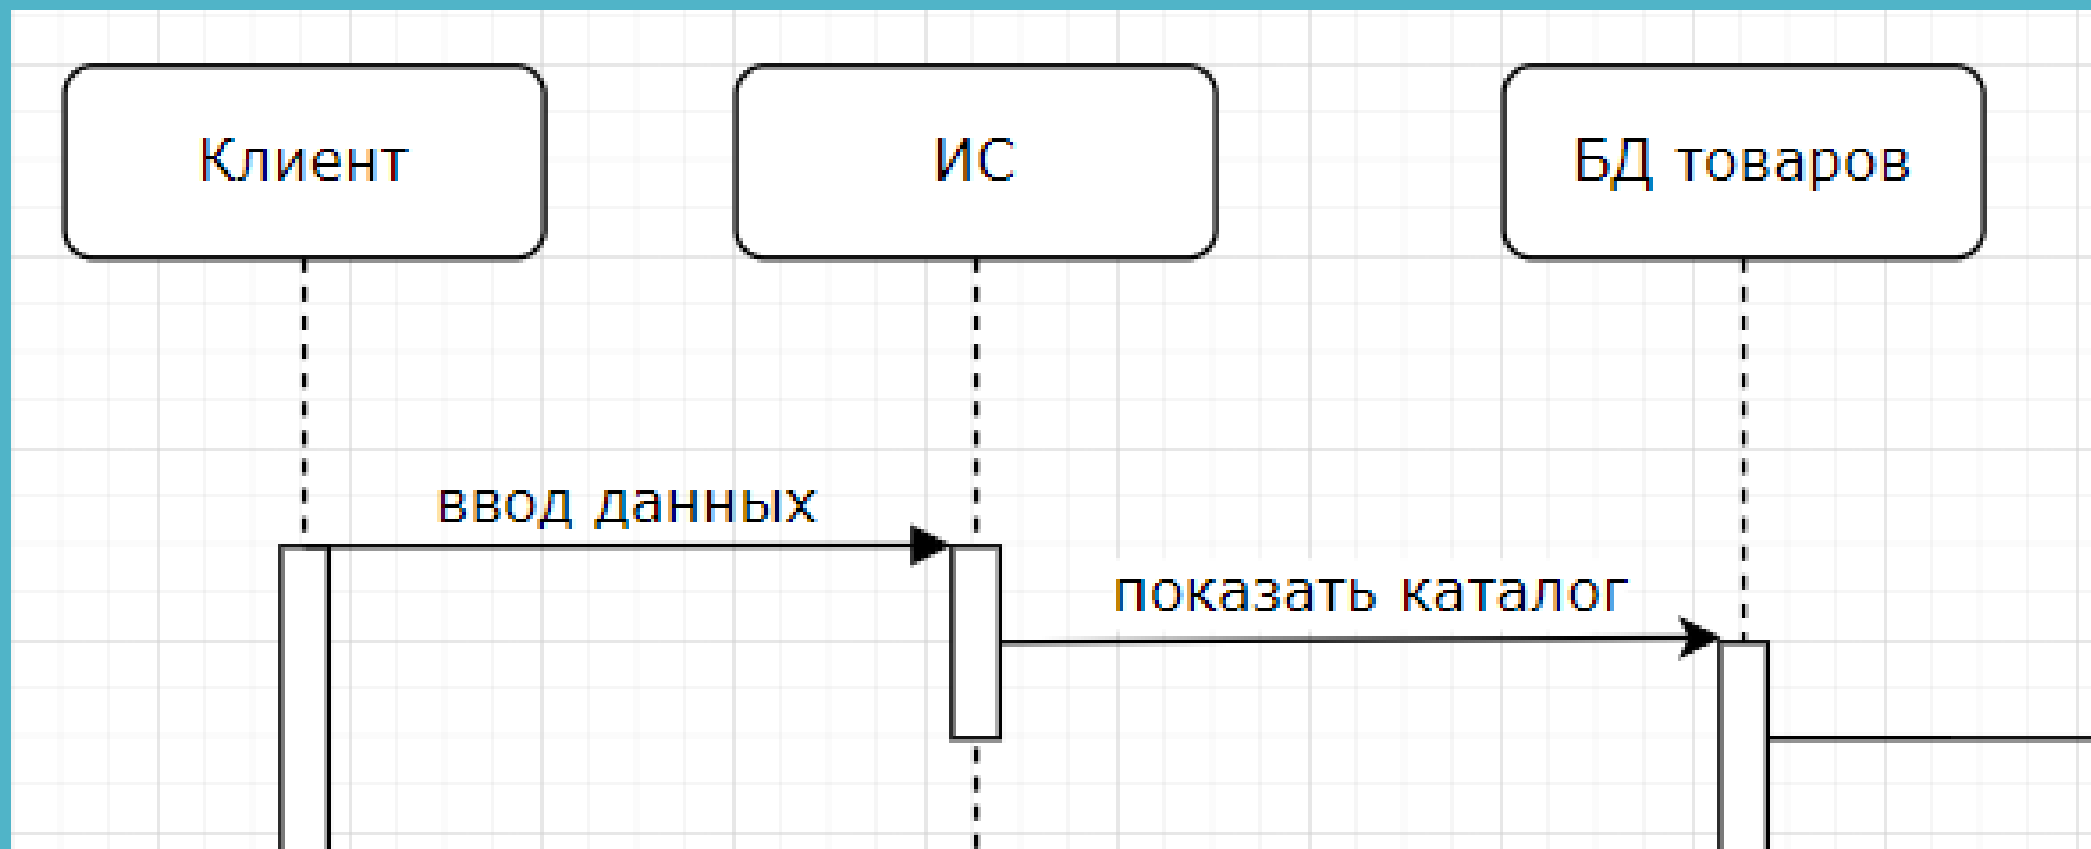 Клиент
ИС
БД товаров
ввод данных
показать каталог